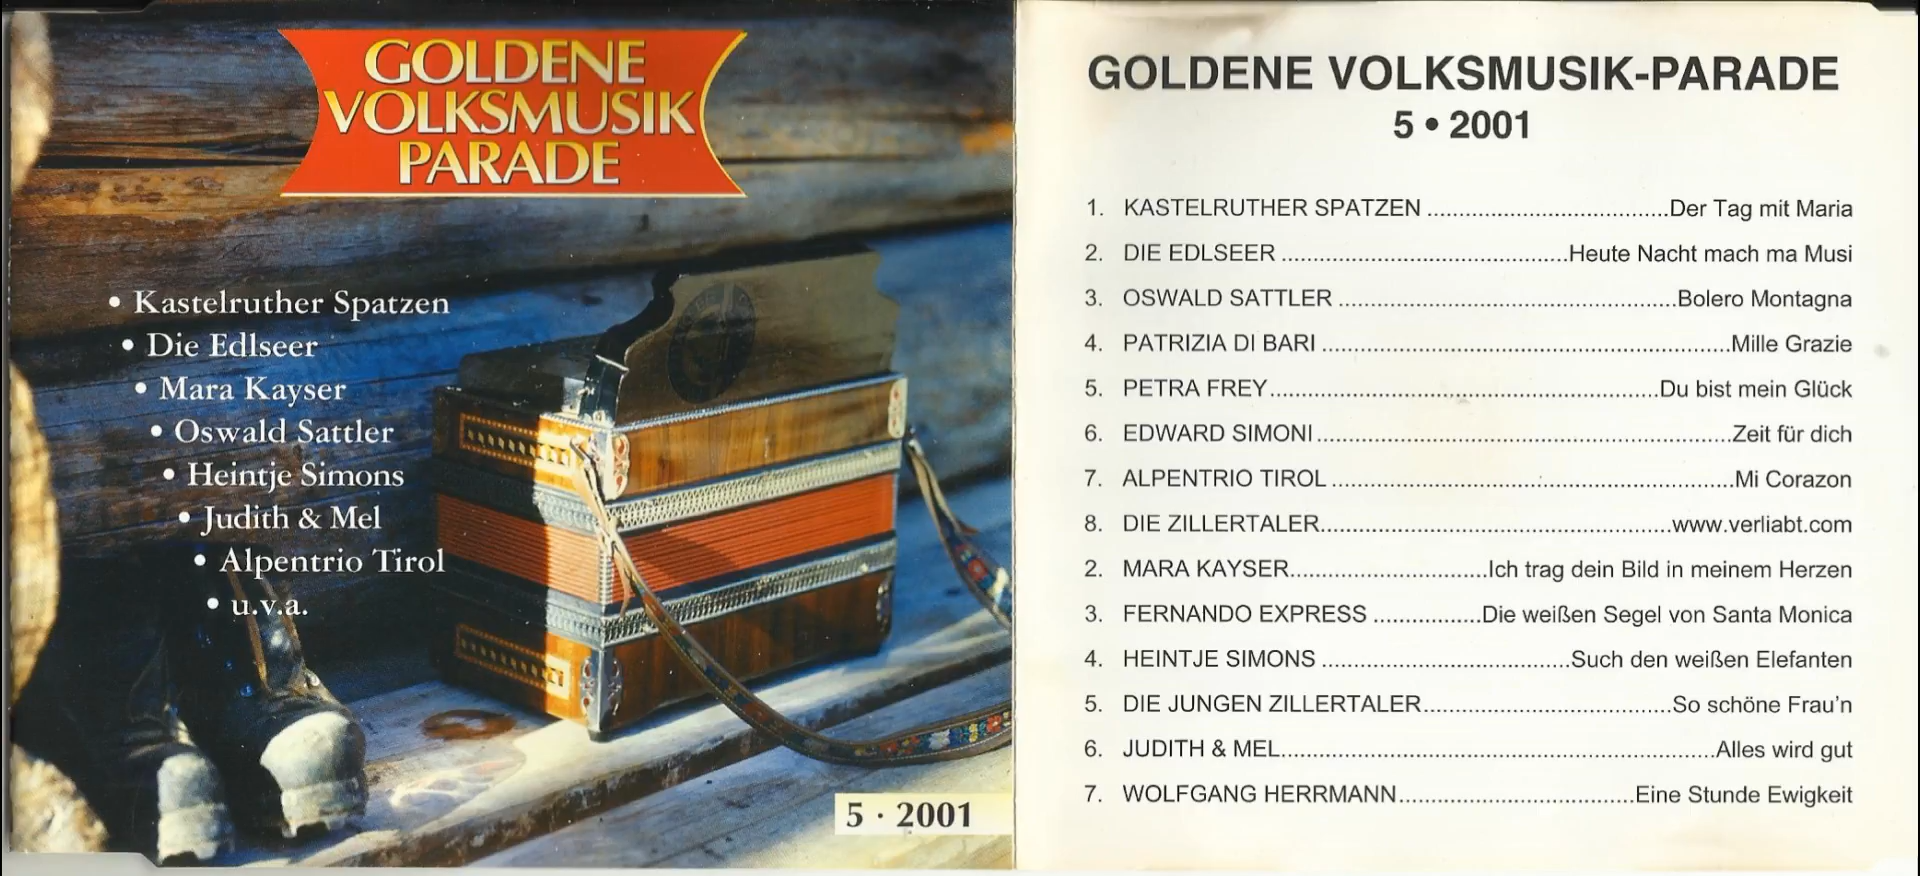 GOLDENE
VOLKSMUSIK
PARADE
• Kastelruther Spatzen
• Die Edlseer
• Mara Kayser
• Oswald Sattler
• Heintje Simons
• Judith & Mel
• Alpentrio Tirol
• u.v.a.
5 · 2001
GOLDENE VOLKSMUSIK-PARADE
5 • 2001
1. KASTELRUTHER SPATZEN ....................................Der Tag mit Maria
2. DIE EDLSEER ...........................................Heute Nacht mach ma Musi
3. OSWALD SATTLER ..................................................Bolero Montagna
4. PATRIZIA DI BARI .............................................................Mille Grazie
5. PETRA FREY..........................................................Du bist mein Glück
6. EDWARD SIMONI..............................................................Zeit für dich
7. ALPENTRIO TIROL............................................................Mi Corazon
8. DIE ZILLERTALER....................................................www.verliabt.com
2. MARA KAYSER.............................Ich trag dein Bild in meinem Herzen
3. FERNANDO EXPRESS ................Die weißen Segel von Santa Monica
4. HEINTJE SIMONS .....................................Such den weißen Elefanten
5. DIE JUNGEN ZILLERTALER.....................................So schöne Frau'n
6. JUDITH & MEL.................................................................Alles wird gut
7. WOLFGANG HERRMANN...................................Eine Stunde Ewigkeit